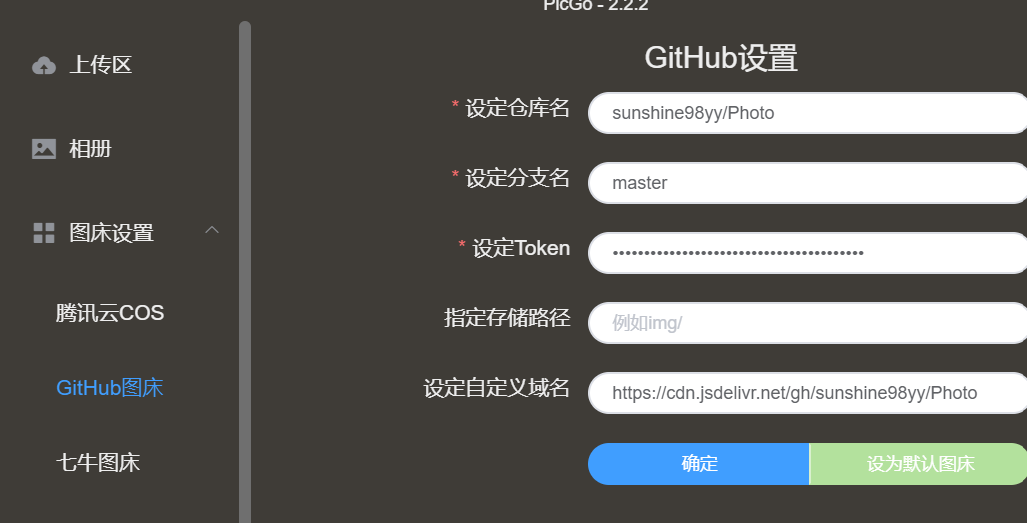 PicGo - 2.2.2
上传区
相册
图床设置
腾讯云COS
GitHub图床
七牛图床
GitHub设置
* 设定仓库名 sunshine98yy/Photo
* 设定分支名 master
* 设定Token ••••••••••••••••••••••••••••••••••••••••
指定存储路径 例如img/
设定自定义域名 https://cdn.jsdelivr.net/gh/sunshine98yy/Photo
确定 设为默认图床